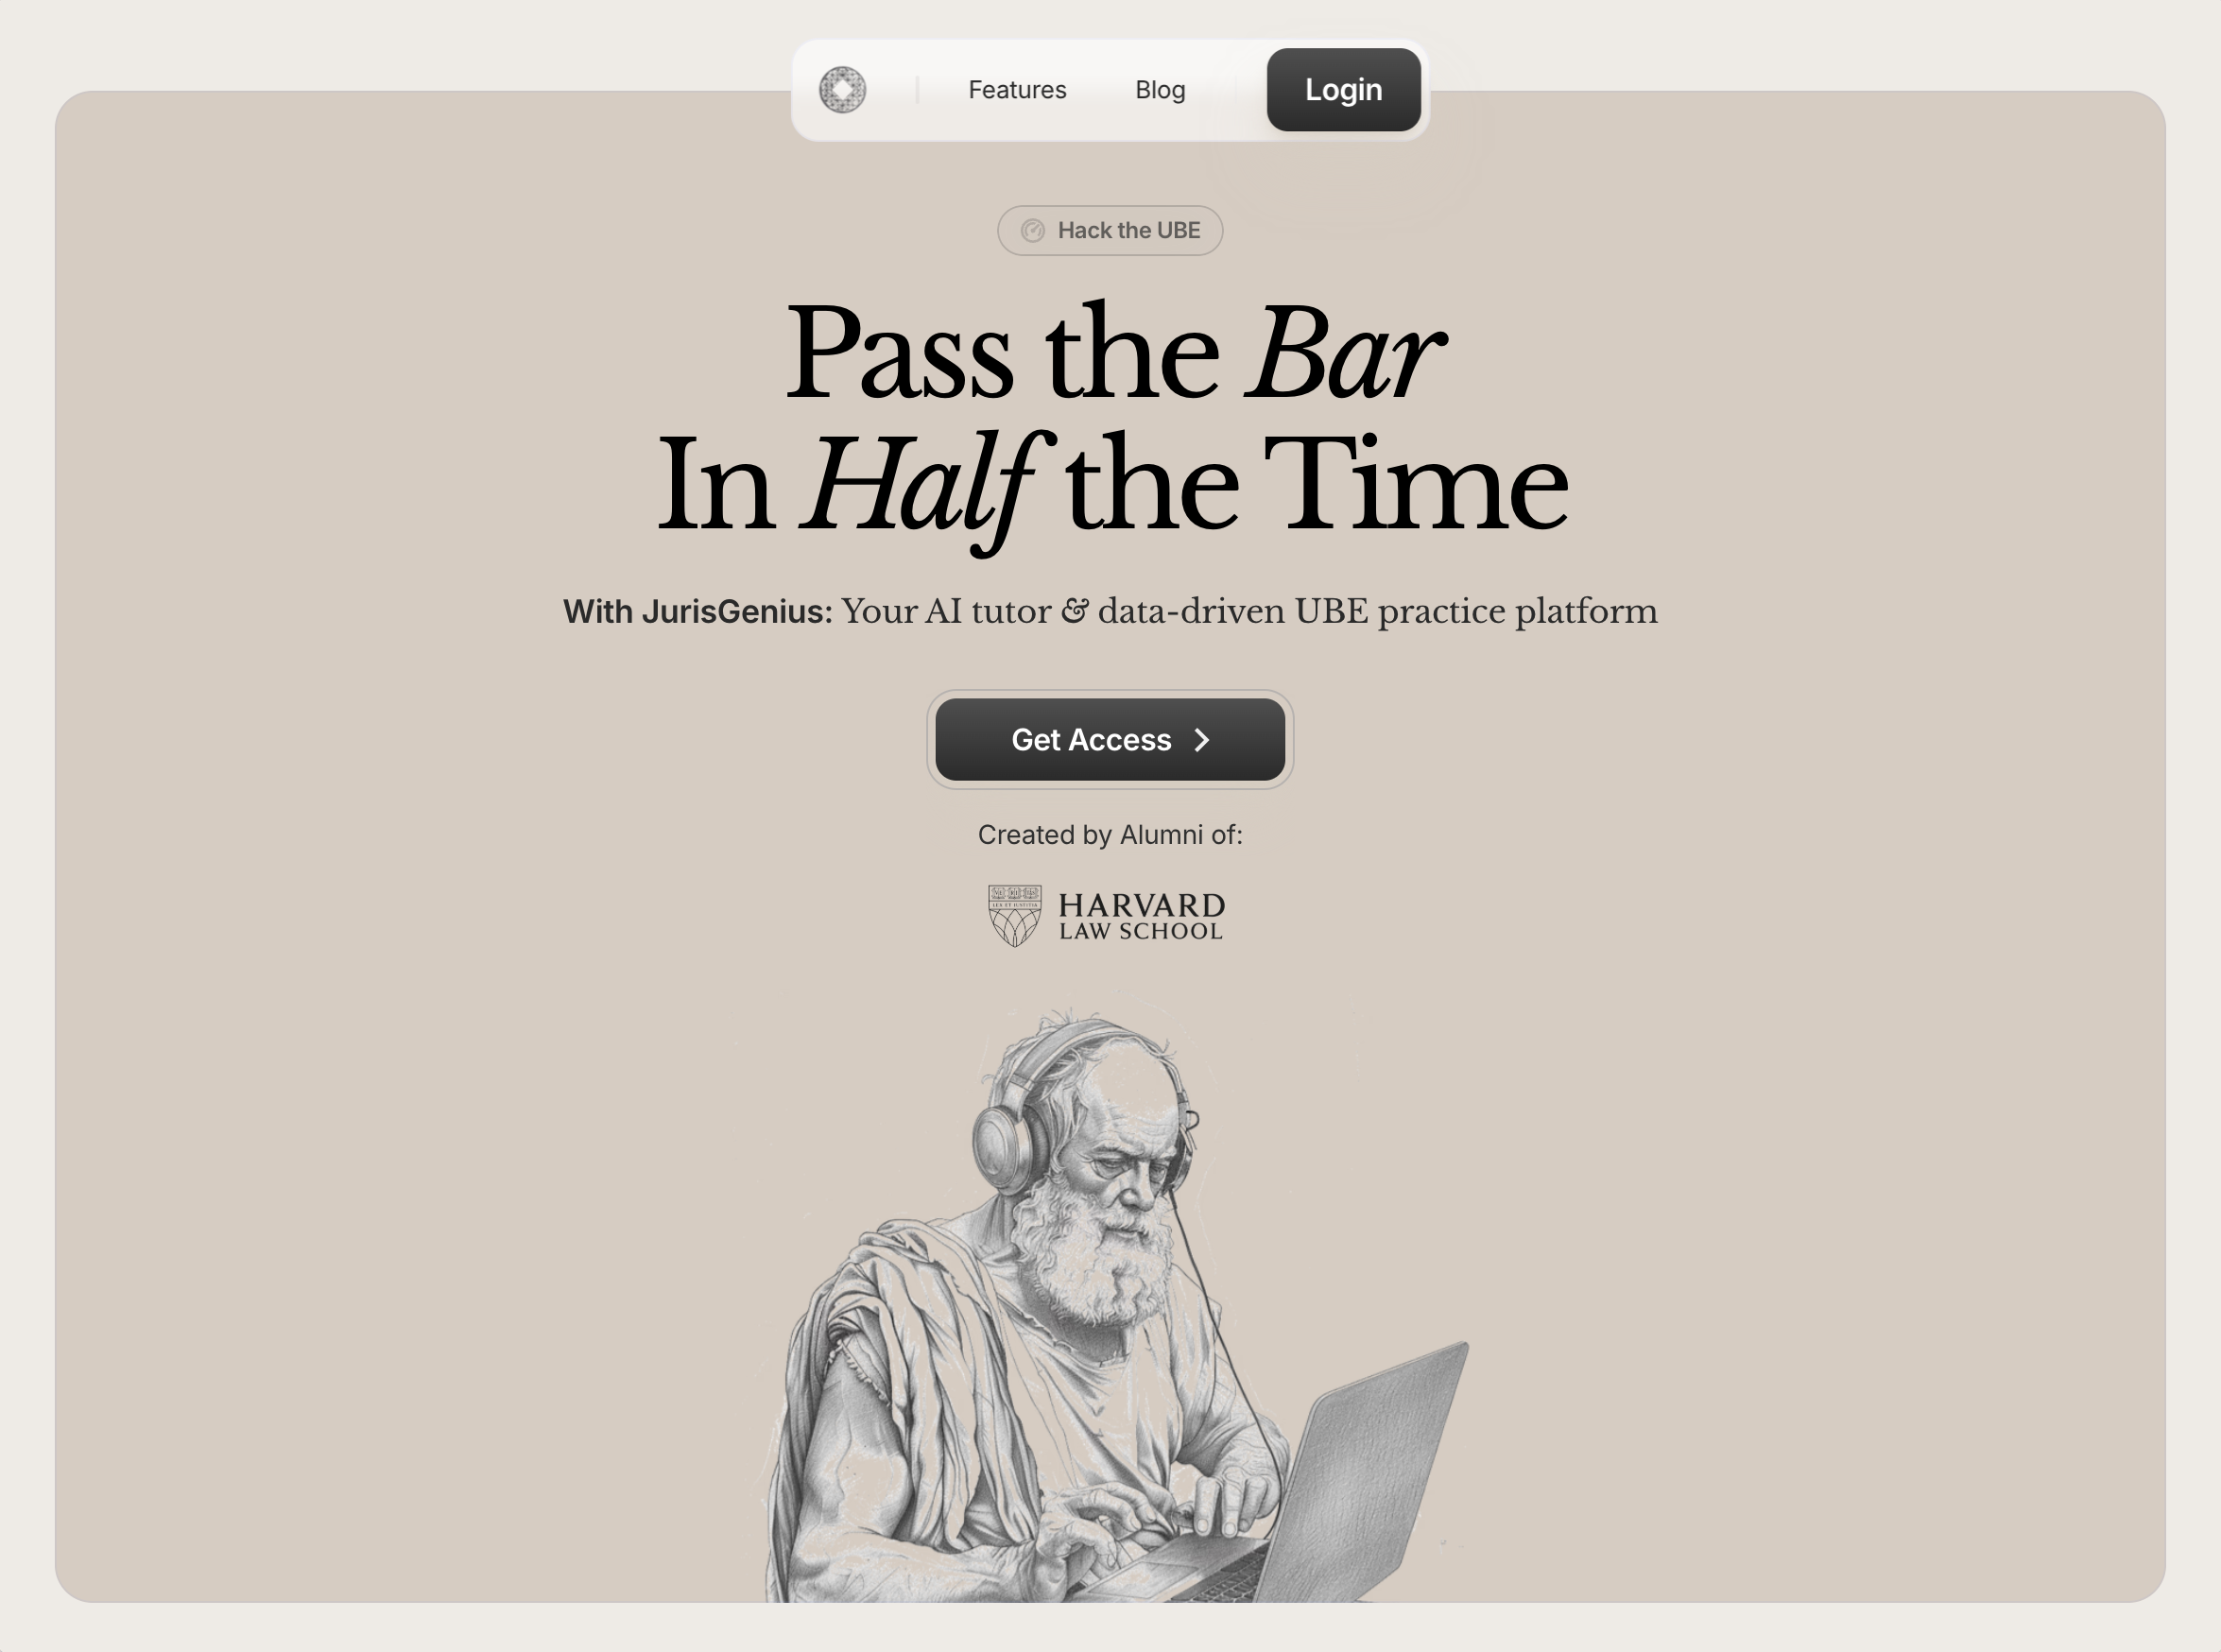 Features
Blog
Login
Hack the UBE
Pass the Bar
In Half the Time
With JurisGenius: Your AI tutor & data-driven UBE practice platform
Get Access
Created by Alumni of:
HARVARD
LAW SCHOOL